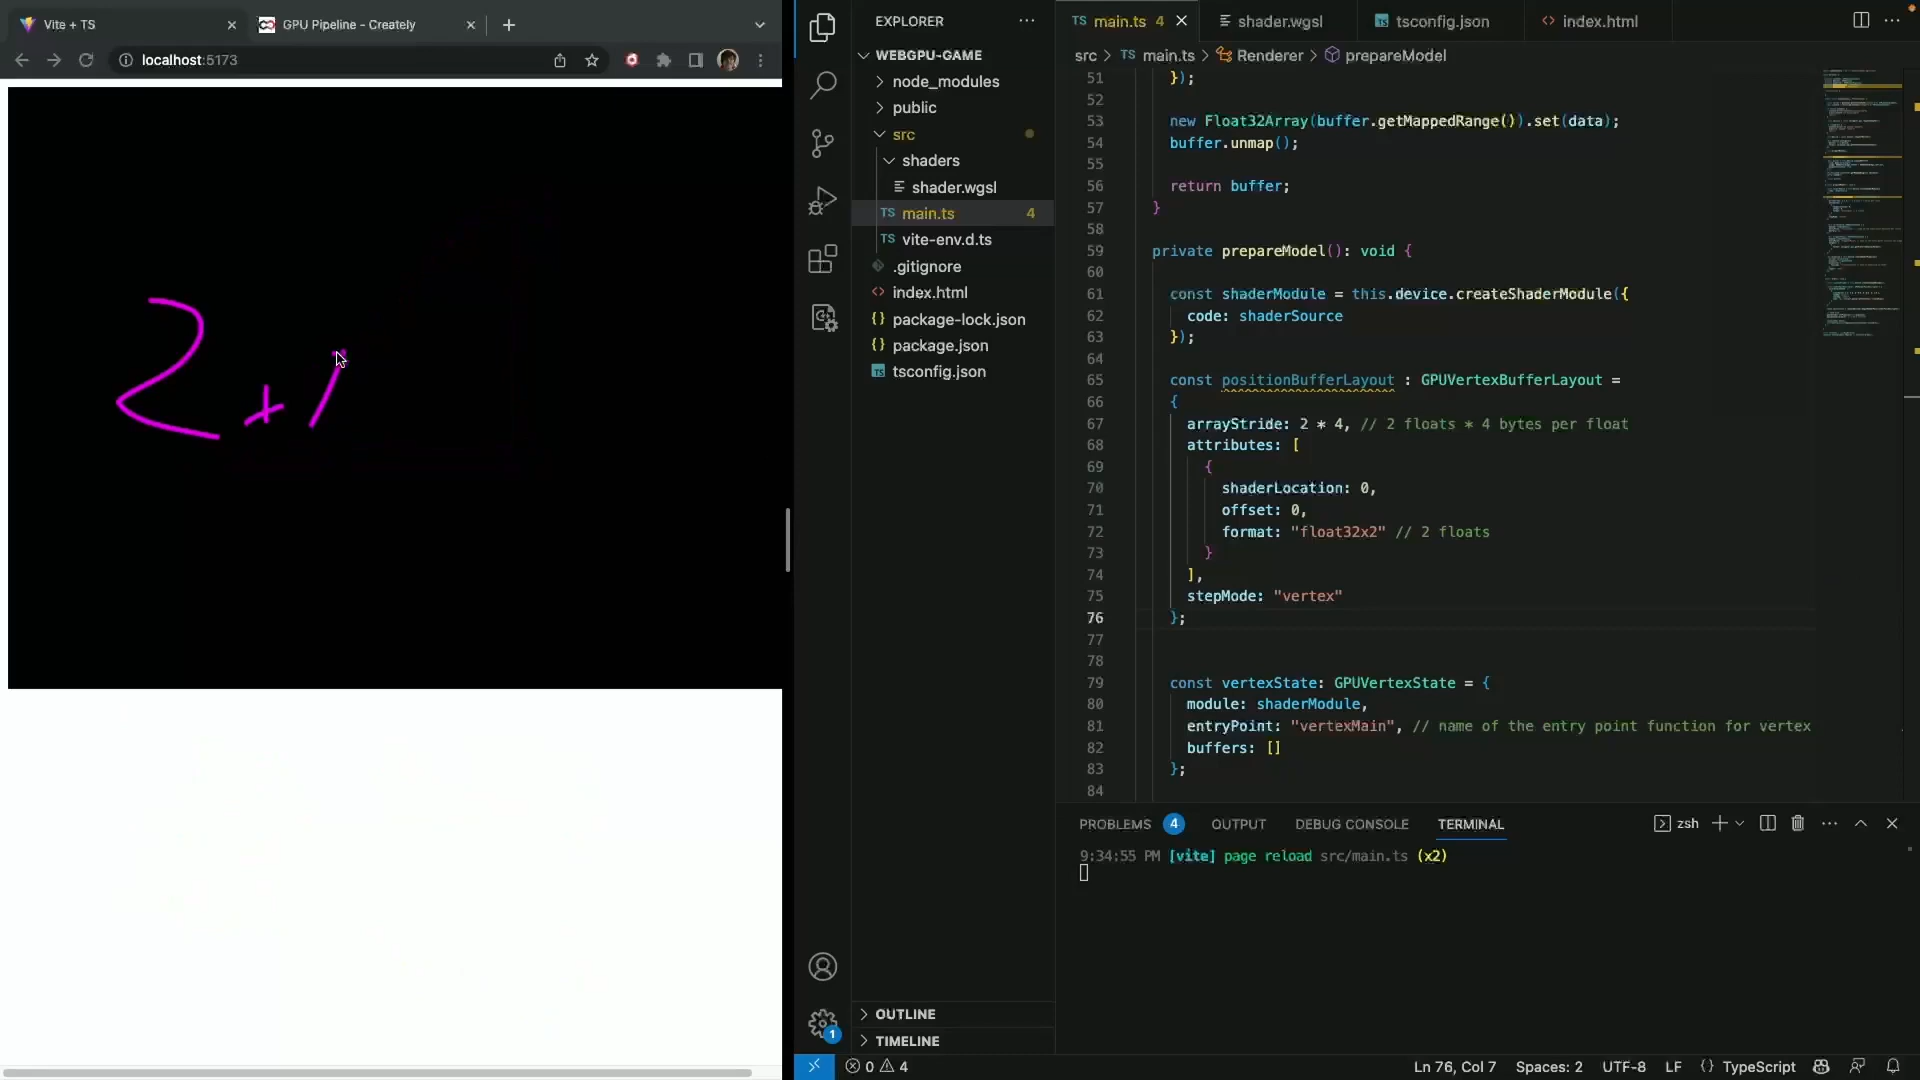 Vite + TS
GPU Pipeline - Creately
localhost:5173
2 + /
EXPLORER
WEBGPU-GAME
node_modules
public
src
shaders
shader.wgsl
TS main.ts 4
TS vite-env.d.ts
.gitignore
<> index.html
{} package-lock.json
{} package.json
TS tsconfig.json
OUTLINE
TIMELINE
TS main.ts 4
shader.wgsl
TS tsconfig.json
<> index.html
src > TS main.ts > Renderer > prepareModel
51 });
52
53 new Float32Array(buffer.getMappedRange()).set(data);
54 buffer.unmap();
55
56 return buffer;
57 }
58
59 private prepareModel(): void {
60
61 const shaderModule = this.device.createShaderModule({
62 code: shaderSource
63 });
64
65 const positionBufferLayout : GPUVertexBufferLayout =
66 {
67 arrayStride: 2 * 4, // 2 floats * 4 bytes per float
68 attributes: [
69 {
70 shaderLocation: 0,
71 offset: 0,
72 format: "float32x2" // 2 floats
73 }
74 ],
75 stepMode: "vertex"
76 };
77
78
79 const vertexState: GPUVertexState = {
80 module: shaderModule,
81 entryPoint: "vertexMain", // name of the entry point function for vertex
82 buffers: []
83 };
84
PROBLEMS 4 OUTPUT DEBUG CONSOLE TERMINAL
zsh
9:34:55 PM [vite] page reload src/main.ts (x2)
1
0 4
Ln 76, Col 7 Spaces: 2 UTF-8 LF {} TypeScript